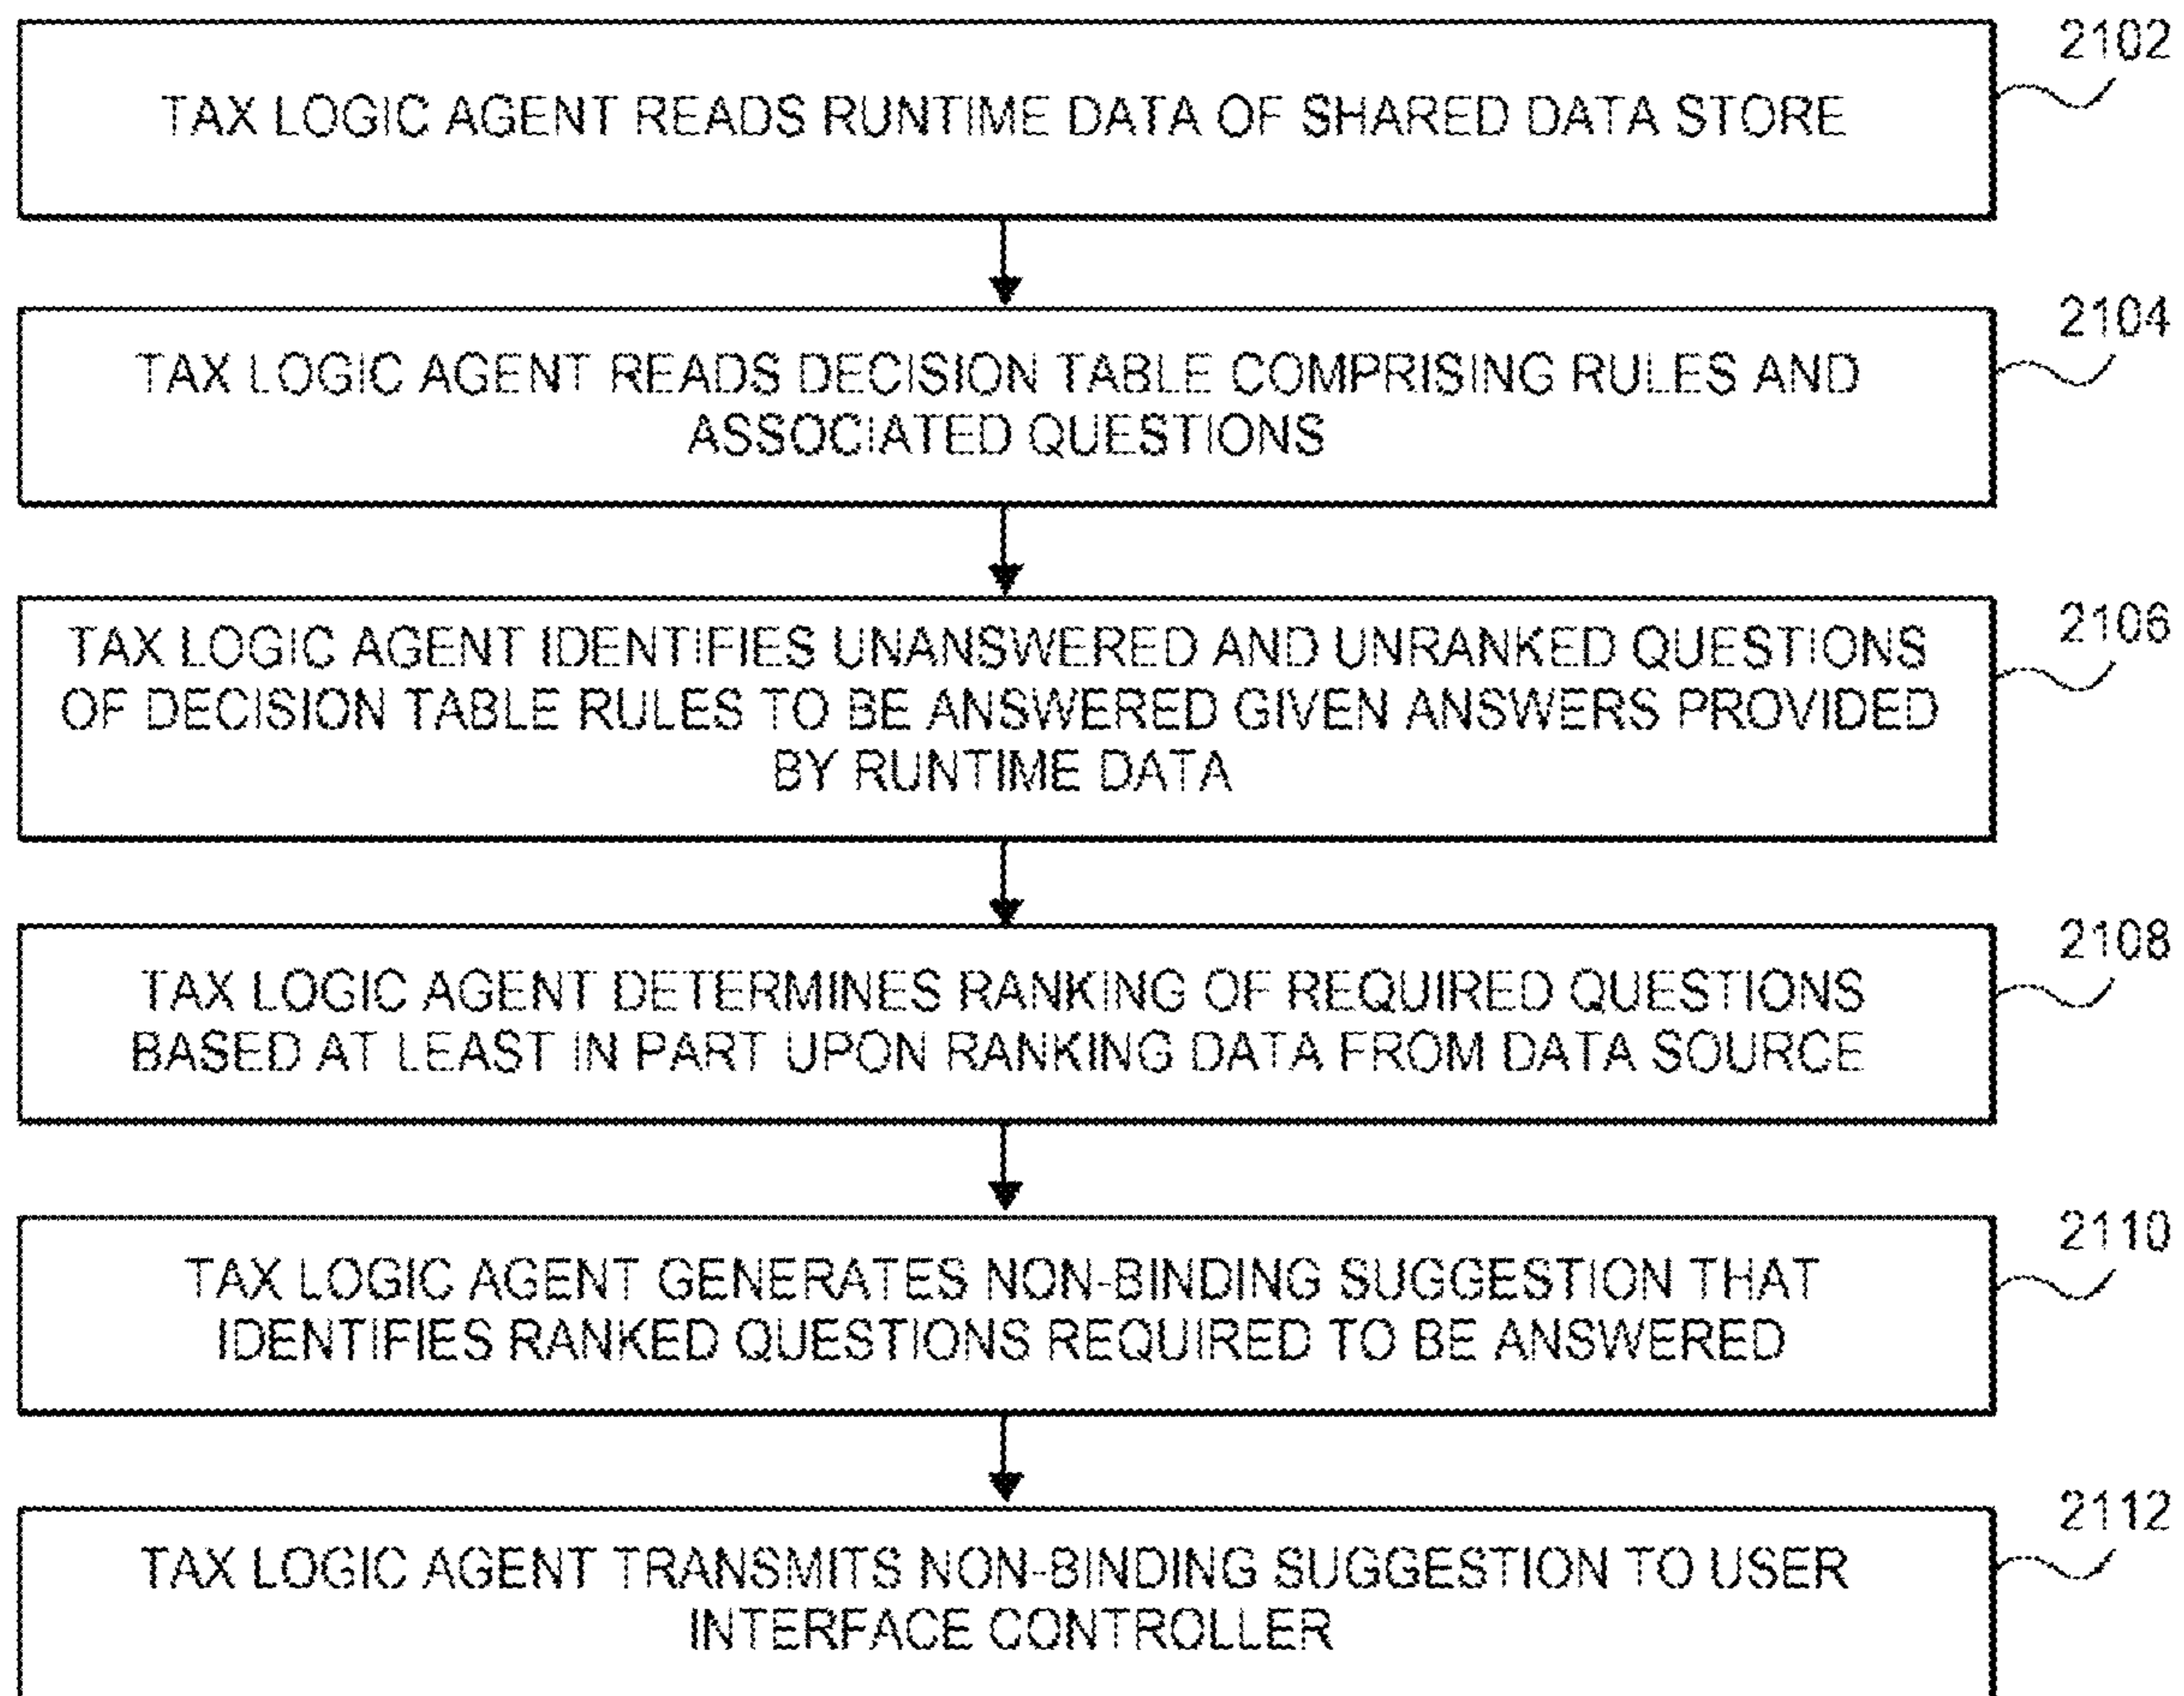 2102
TAX LOGIC AGENT READS RUNTIME DATA OF SHARED DATA STORE
2104
TAX LOGIC AGENT READS DECISION TABLE COMPRISING RULES AND
ASSOCIATED QUESTIONS
2106
TAX LOGIC AGENT IDENTIFIES UNANSWERED AND UNRANKED QUESTIONS
OF DECISION TABLE RULES TO BE ANSWERED GIVEN ANSWERS PROVIDED
BY RUNTIME DATA
2108
TAX LOGIC AGENT DETERMINES RANKING OF REQUIRED QUESTIONS
BASED AT LEAST IN PART UPON RANKING DATA FROM DATA SOURCE
2110
TAX LOGIC AGENT GENERATES NON-BINDING SUGGESTION THAT
IDENTIFIES RANKED QUESTIONS REQUIRED TO BE ANSWERED
2112
TAX LOGIC AGENT TRANSMITS NON-BINDING SUGGESTION TO USER
INTERFACE CONTROLLER